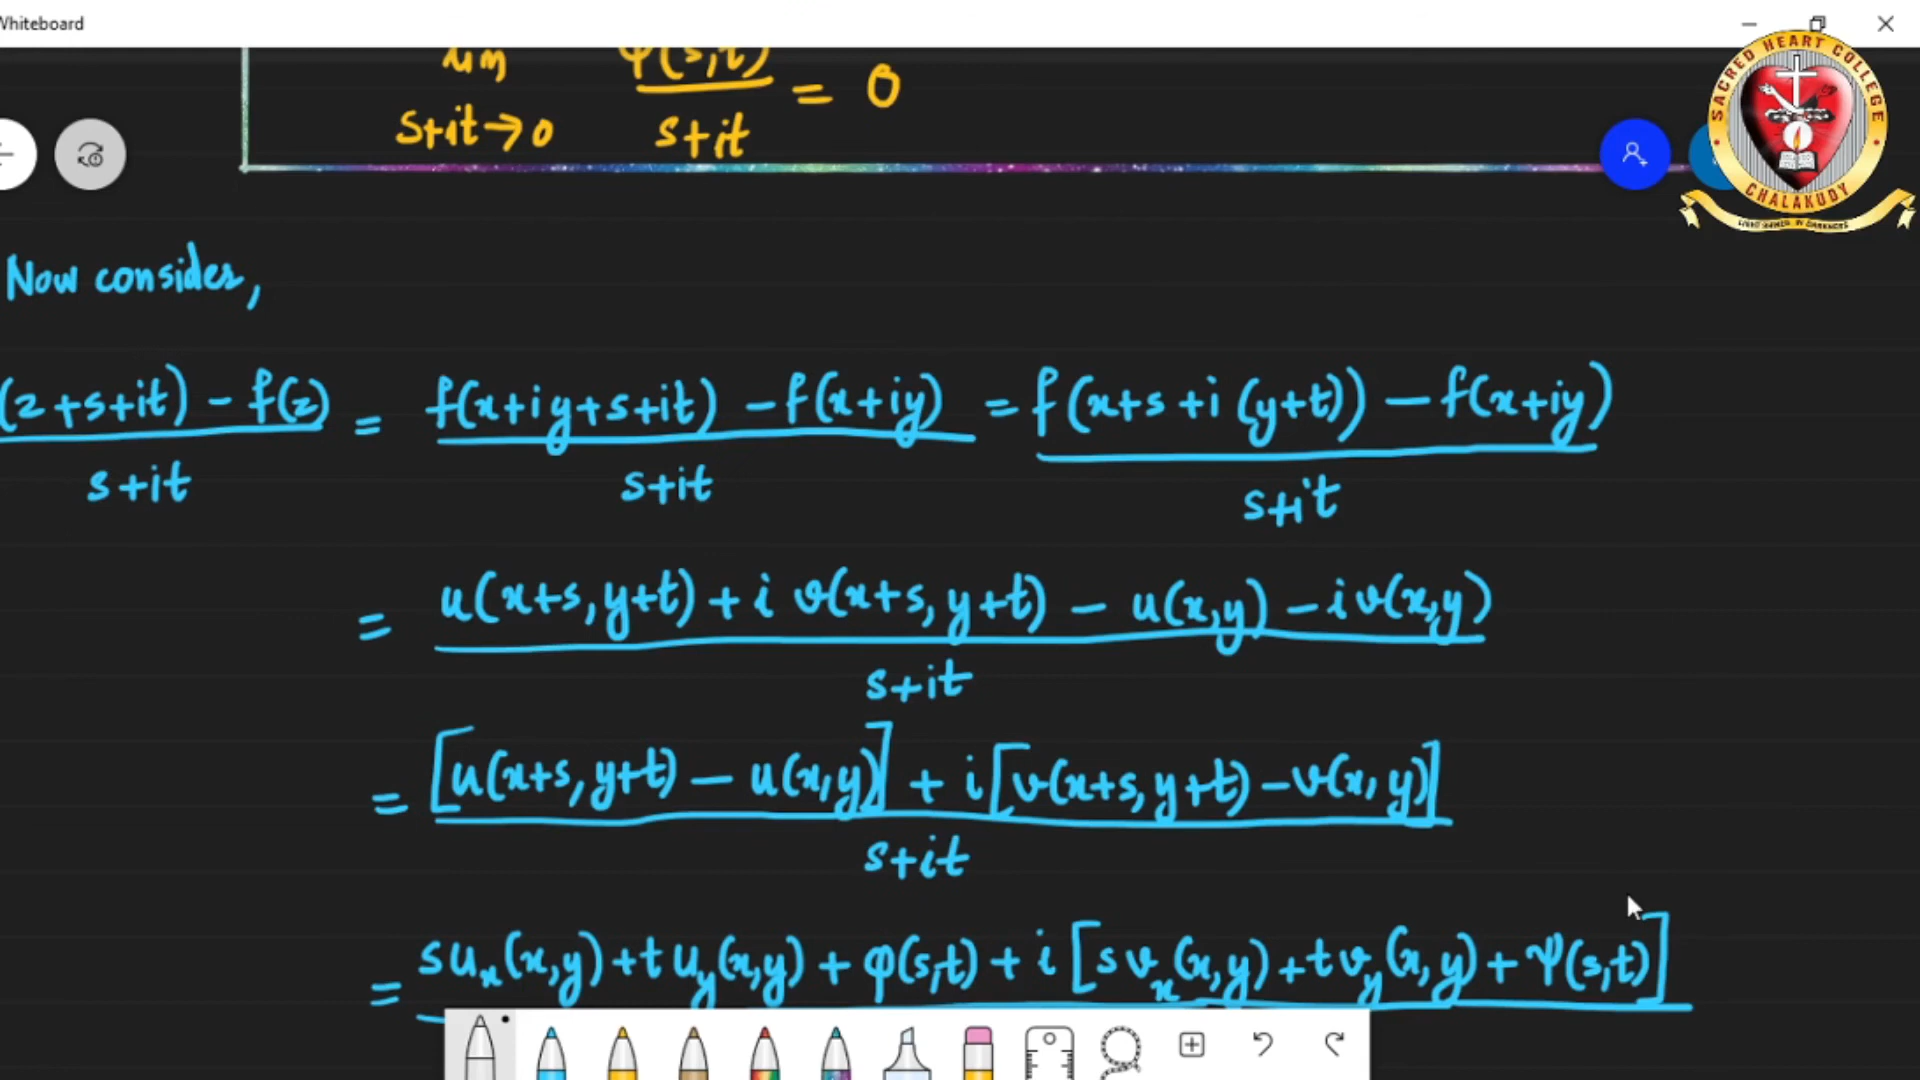 Whiteboard
lim φ(s,t) = 0
s+it→0 s+it
SACRED HEART COLLEGE
CHALAKUDY
Now consider,
(z+s+it) - f(z) / s+it = f(x+iy+s+it) - f(x+iy) / s+it = f(x+s+i(y+t)) - f(x+iy) / s+it
= u(x+s, y+t) + i v(x+s, y+t) - u(x,y) - i v(x,y) / s+it
= [u(x+s, y+t) - u(x,y)] + i[v(x+s, y+t) - v(x,y)] / s+it
= s uₓ(x,y) + t u_y(x,y) + φ(s,t) + i [s vₓ(x,y) + t v_y(x,y) + ψ(s,t)]